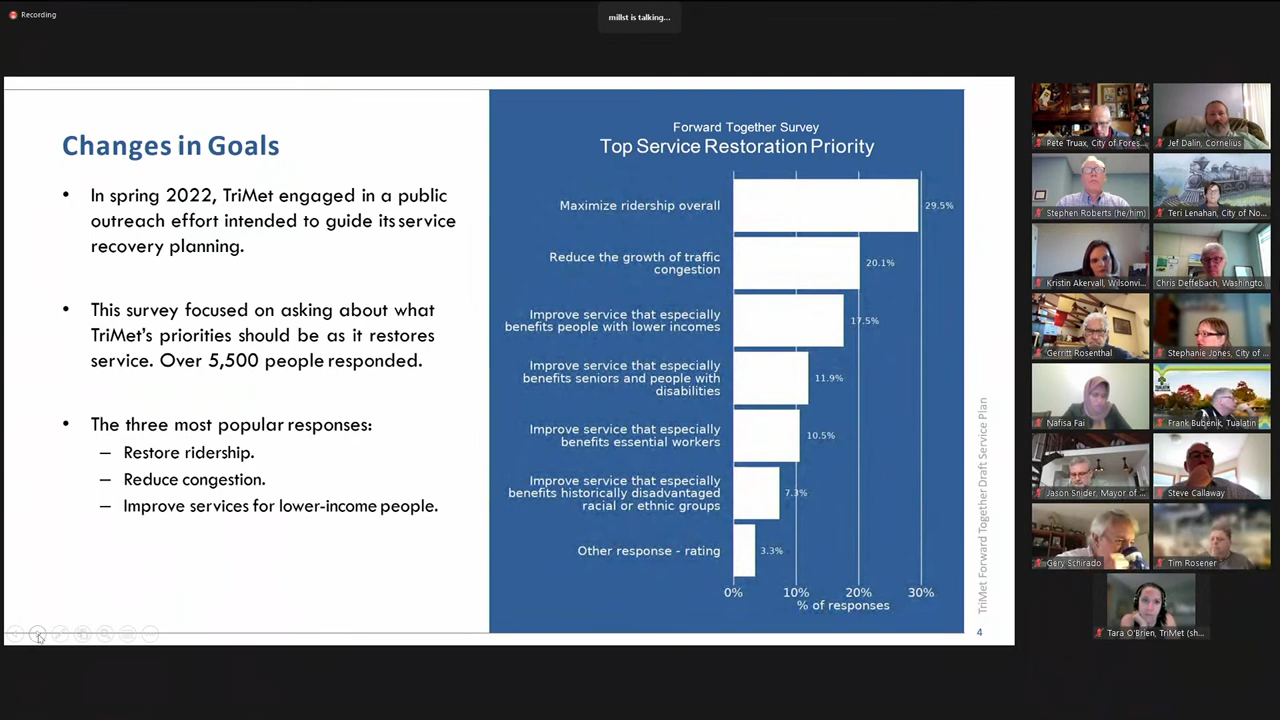 Recording
millst is talking...
Changes in Goals
• In spring 2022, TriMet engaged in a public
outreach effort intended to guide its service
recovery planning.
• This survey focused on asking about what
TriMet's priorities should be as it restores
service. Over 5,500 people responded.
• The three most popular responses:
– Restore ridership.
– Reduce congestion.
– Improve services for lower-income people.
Forward Together Survey
Top Service Restoration Priority
Maximize ridership overall
29.5%
Reduce the growth of traffic
congestion
20.1%
Improve service that especially
benefits people with lower incomes
17.5%
Improve service that especially
benefits seniors and people with
disabilities
11.9%
Improve service that especially
benefits essential workers
10.5%
Improve service that especially
benefits historically disadvantaged
racial or ethnic groups
7.3%
Other response - rating
3.3%
0% 10% 20% 30%
% of responses
TriMet Forward Together Draft Service Plan
4
Pete Truax, City of Fores...
Jef Dalin, Cornelius
Stephen Roberts (he/him)
Teri Lenahan, City of No...
Kristin Akervall, Wilsonvi...
Chris Deffebach, Washingto...
Gerritt Rosenthal
Stephanie Jones, City of ...
Nafisa Fai
TUALATIN
Frank Bubenik, Tualatin
Jason Snider, Mayor of ...
Steve Callaway
Gery Schirado
Tim Rosener
Tara O'Brien, TriMet (sh...